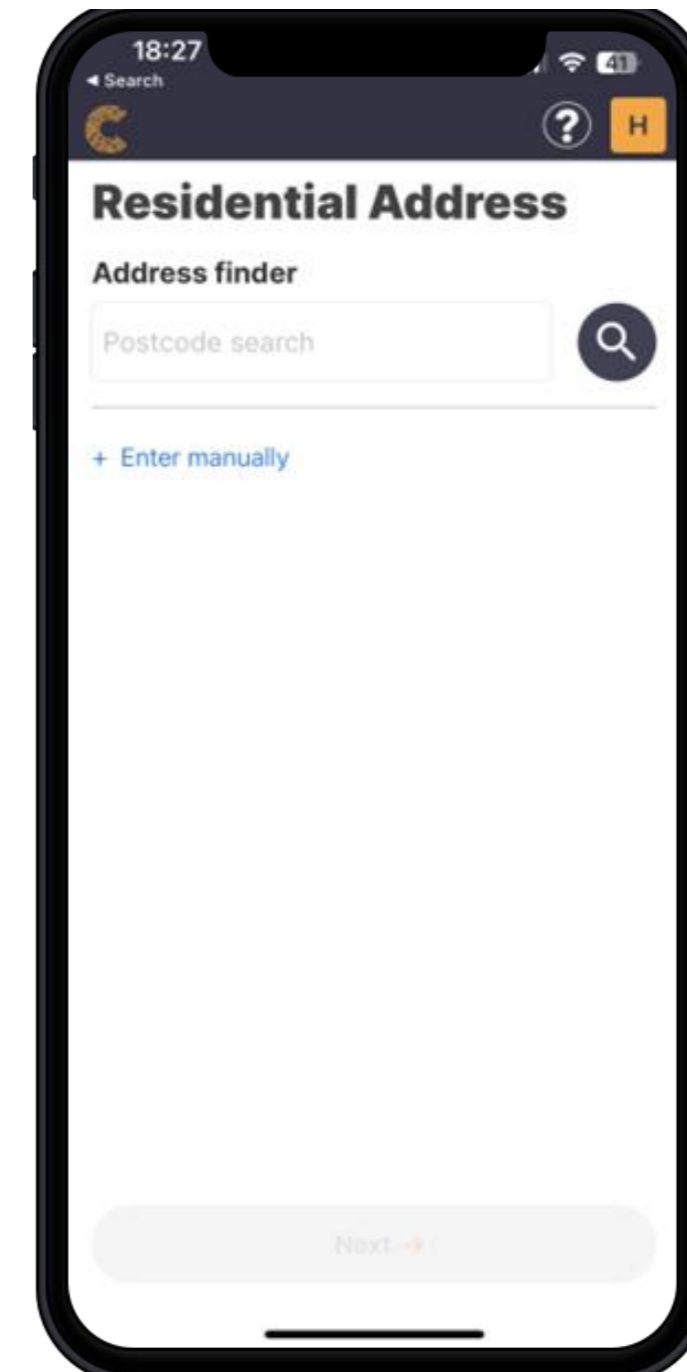 18:27
41
◄ Search
C
? H
Residential Address
Address finder
Postcode search
+ Enter manually
Next →